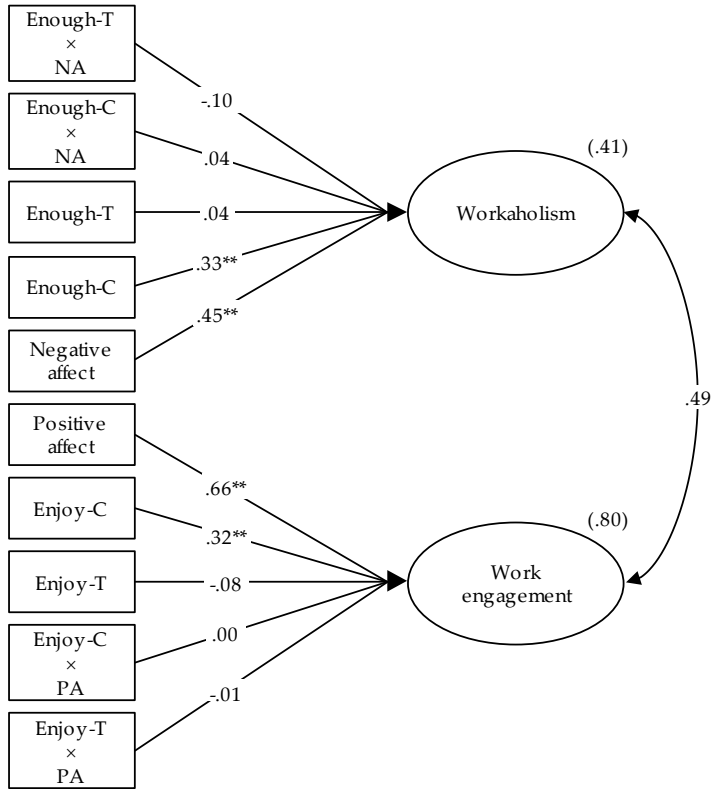 Enough-T
×
NA
Enough-C
×
NA
Enough-T
Enough-C
Negative
affect
Positive
affect
Enjoy-C
Enjoy-T
Enjoy-C
×
PA
Enjoy-T
×
PA
-.10
.04
.04
.33**
.45**
.66**
.32**
-.08
.00
-.01
(.41)
Workaholism
.49
(.80)
Work
engagement